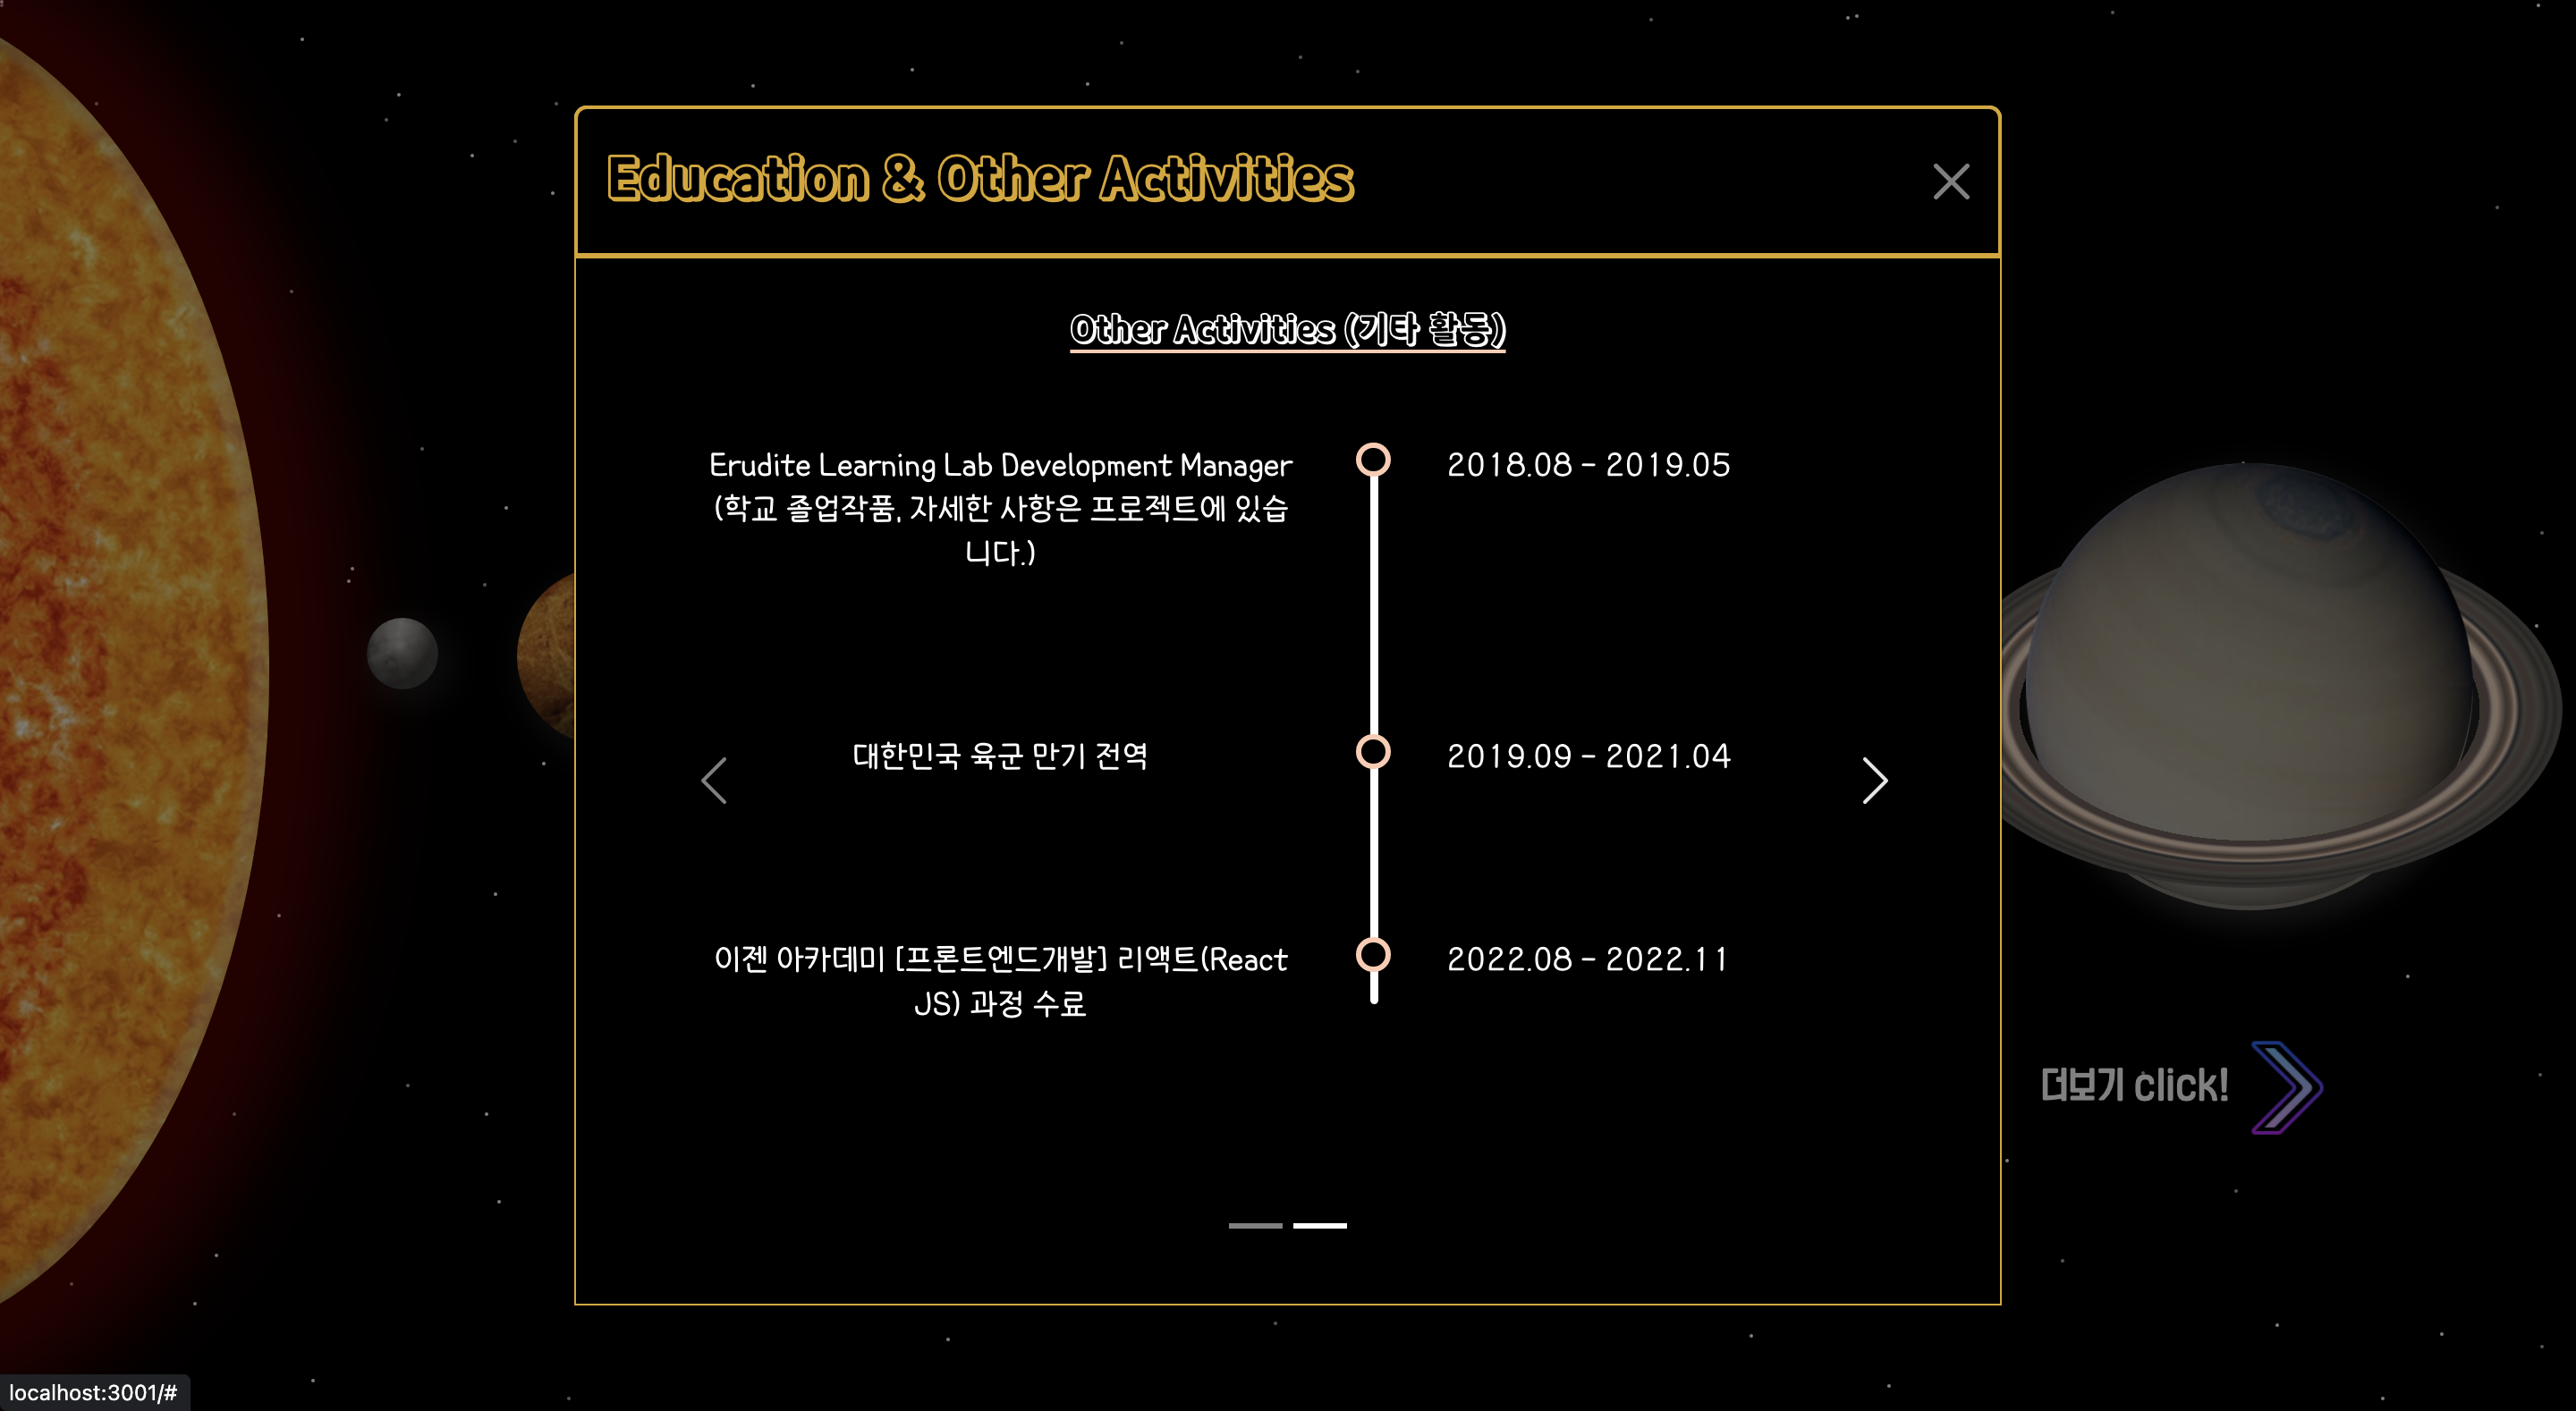 Education & Other Activities
Other Activities (기타 활동)
Erudite Learning Lab Development Manager
(학교 졸업작품, 자세한 사항은 프로젝트에 있습
니다.)
2018.08 - 2019.05
대한민국 육군 만기 전역
2019.09 - 2021.04
이젠 아카데미 [프론트엔드개발] 리액트(React
JS) 과정 수료
2022.08 - 2022.11
더보기 click!
localhost:3001/#